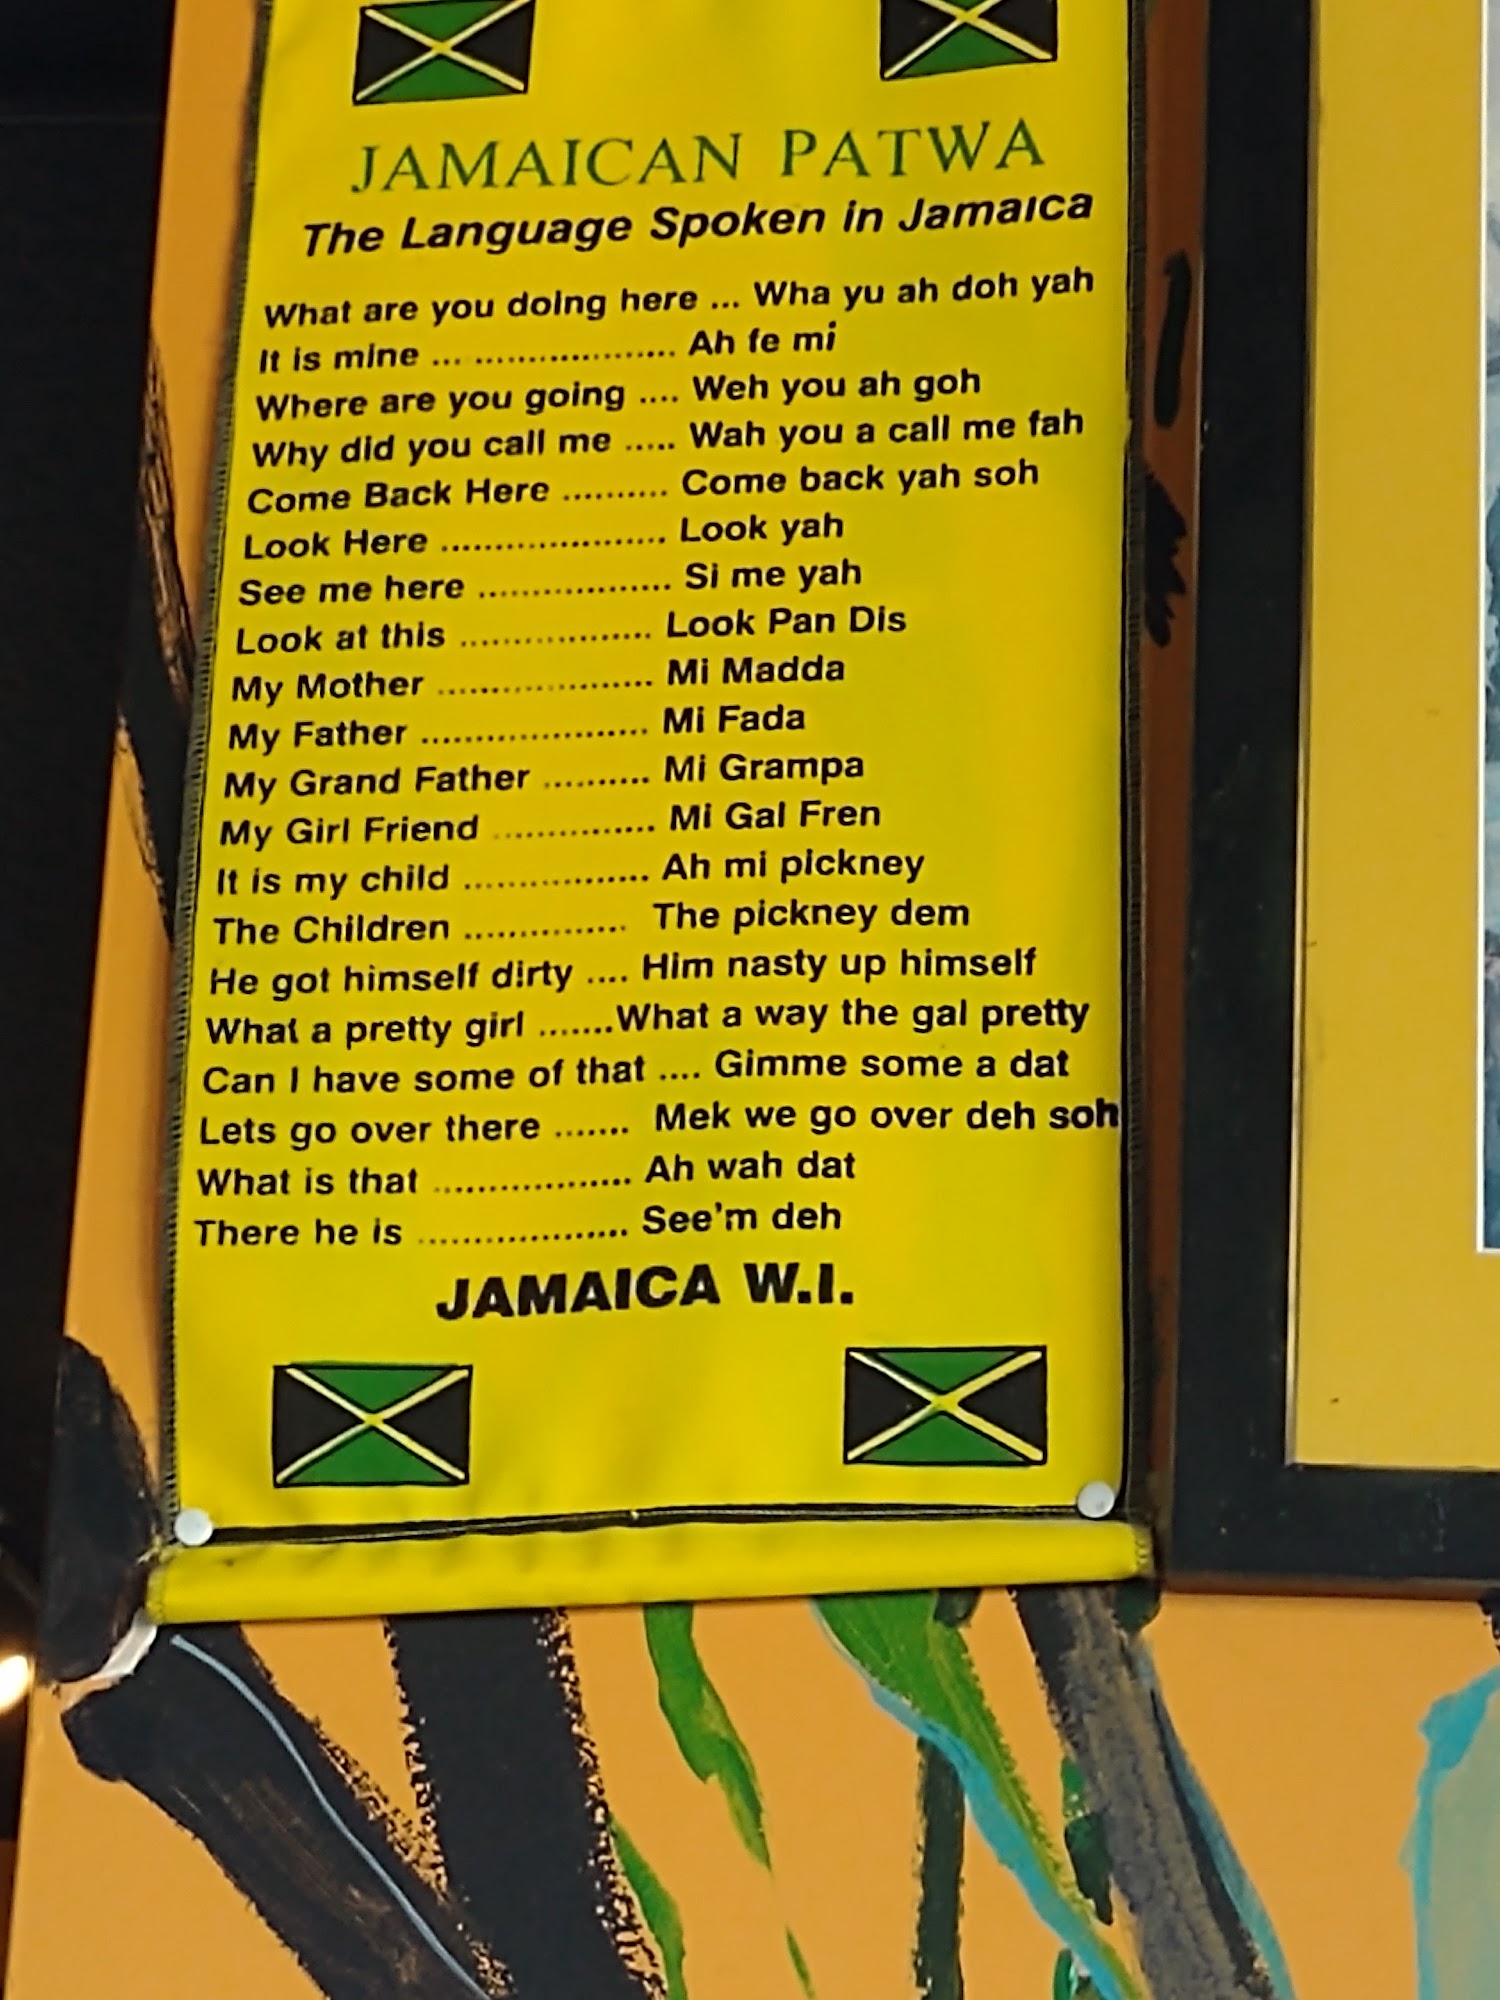 JAMAICAN PATWA
The Language Spoken in Jamaica
What are you doing here ... Wha yu ah doh yah
It is mine ... .................... Ah fe mi
Where are you going .... Weh you ah goh
Why did you call me ..... Wah you a call me fah
Come Back Here .......... Come back yah soh
Look Here ..................... Look yah
See me here .................. Si me yah
Look at this .................. Look Pan Dis
My Mother .................... Mi Madda
My Father ..................... Mi Fada
My Grand Father .......... Mi Grampa
My Girl Friend ............... Mi Gal Fren
It is my child ................. Ah mi pickney
The Children ............... The pickney dem
He got himself dirty .... Him nasty up himself
What a pretty girl .......What a way the gal pretty
Can I have some of that .... Gimme some a dat
Lets go over there ....... Mek we go over deh soh
What is that .................. Ah wah dat
There he is ................... See'm deh
JAMAICA W.I.